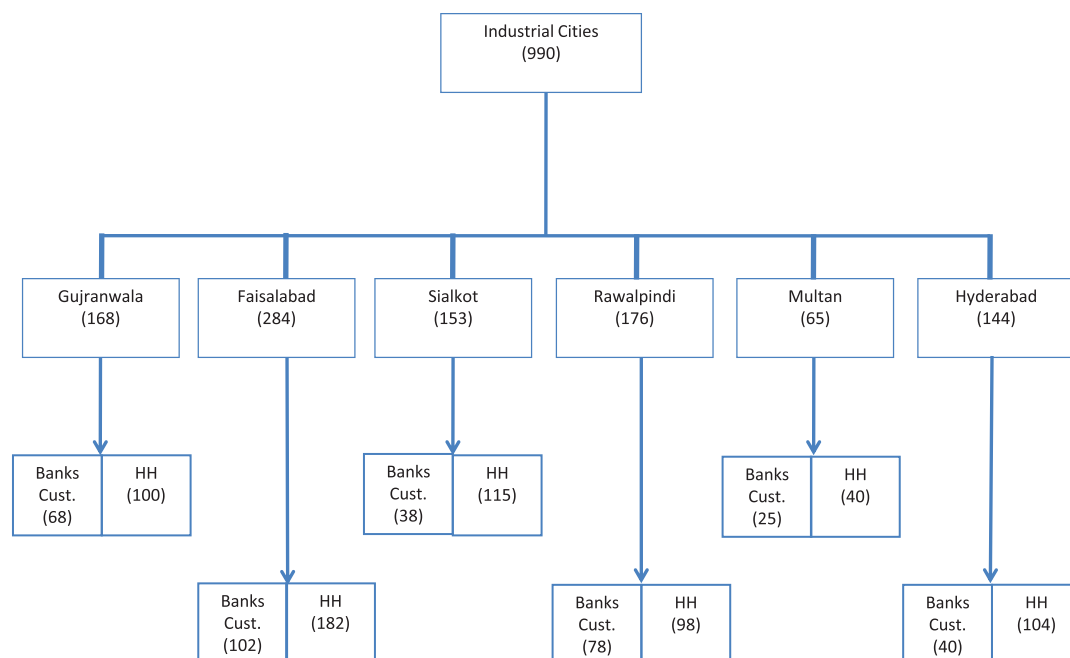 Industrial Cities
(990)
Gujranwala
(168)
Faisalabad
(284)
Sialkot
(153)
Rawalpindi
(176)
Multan
(65)
Hyderabad
(144)
Banks
Cust.
(68)
HH
(100)
Banks
Cust.
(38)
HH
(115)
Banks
Cust.
(25)
HH
(40)
Banks
Cust.
(102)
HH
(182)
Banks
Cust.
(78)
HH
(98)
Banks
Cust.
(40)
HH
(104)